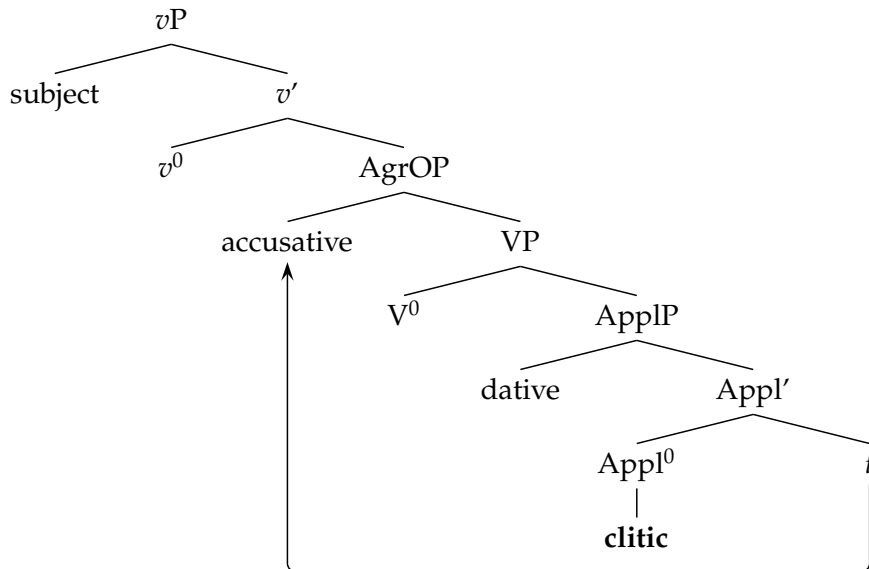 vP
subject v'
v⁰ AgrOP
accusative VP
V⁰ ApplP
dative Appl'
Appl⁰ t
clitic